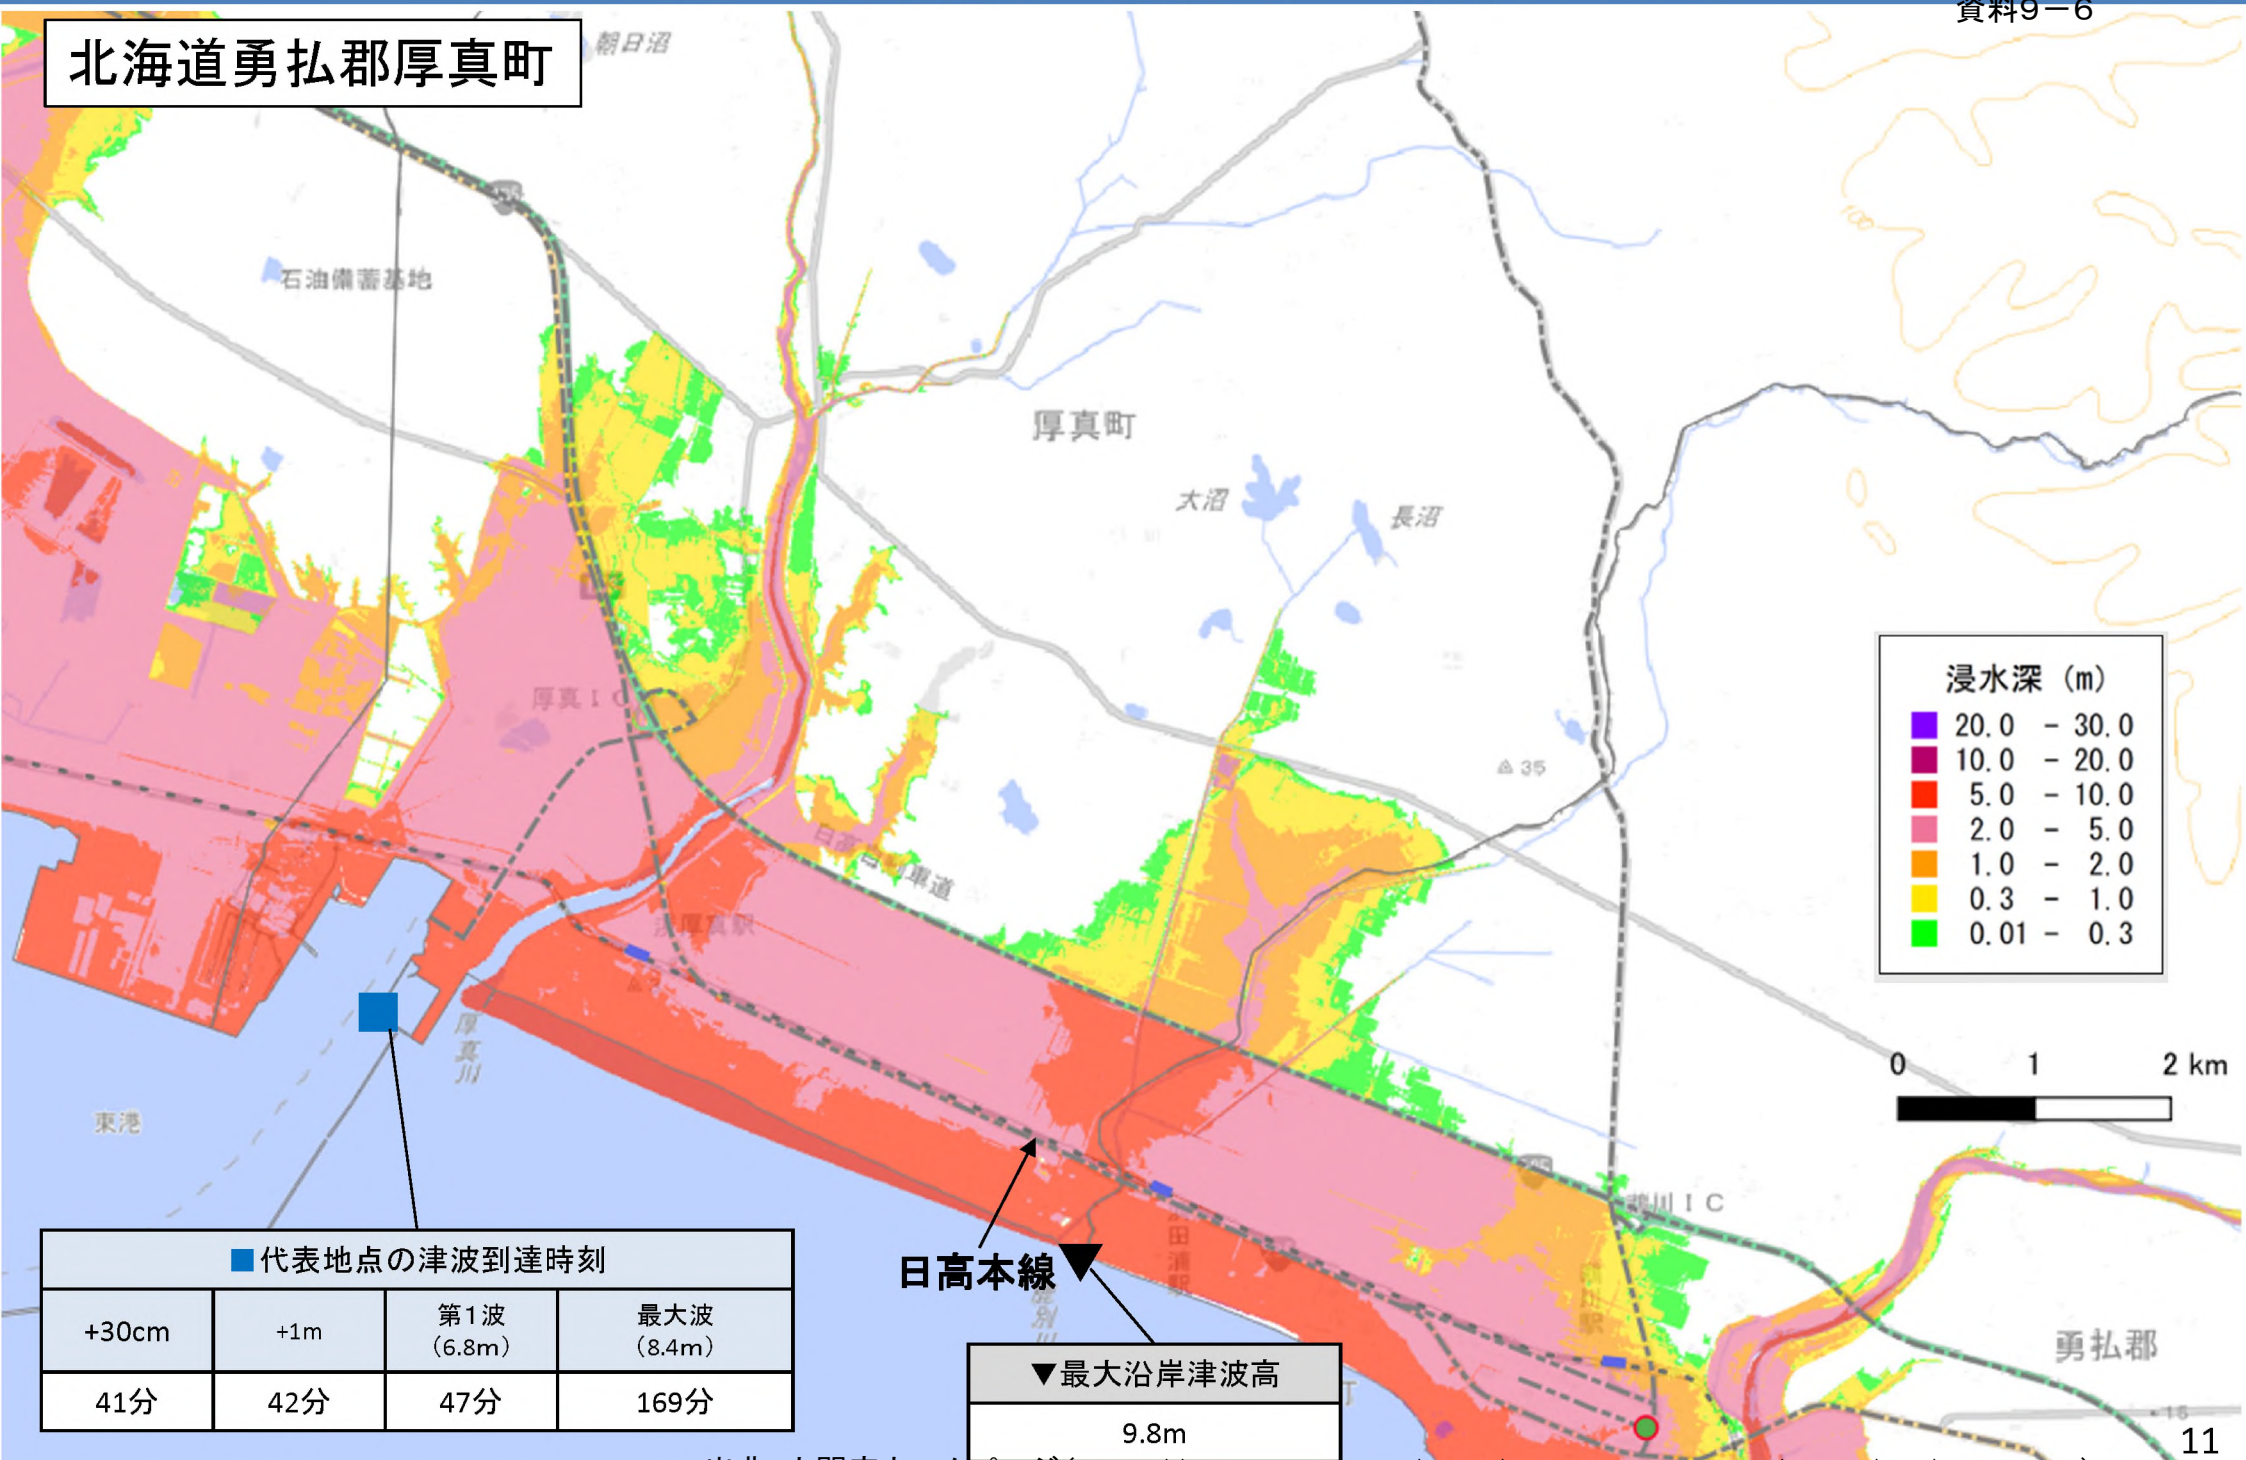 資料9－6
北海道勇払郡厚真町
朝日沼
石油備蓄基地
100
厚真町
大沼
長沼
厚真IC
35
日高自動車道
浜厚真駅
厚真川
東港
鵡川IC
勇払郡
浸水深 (m)
20.0 － 30.0
10.0 － 20.0
5.0 － 10.0
2.0 － 5.0
1.0 － 2.0
0.3 － 1.0
0.01 － 0.3
0 1 2 km
日高本線
■代表地点の津波到達時刻
+30cm +1m 第1波 (6.8m) 最大波 (8.4m)
41分 42分 47分 169分
▼最大沿岸津波高
9.8m
11